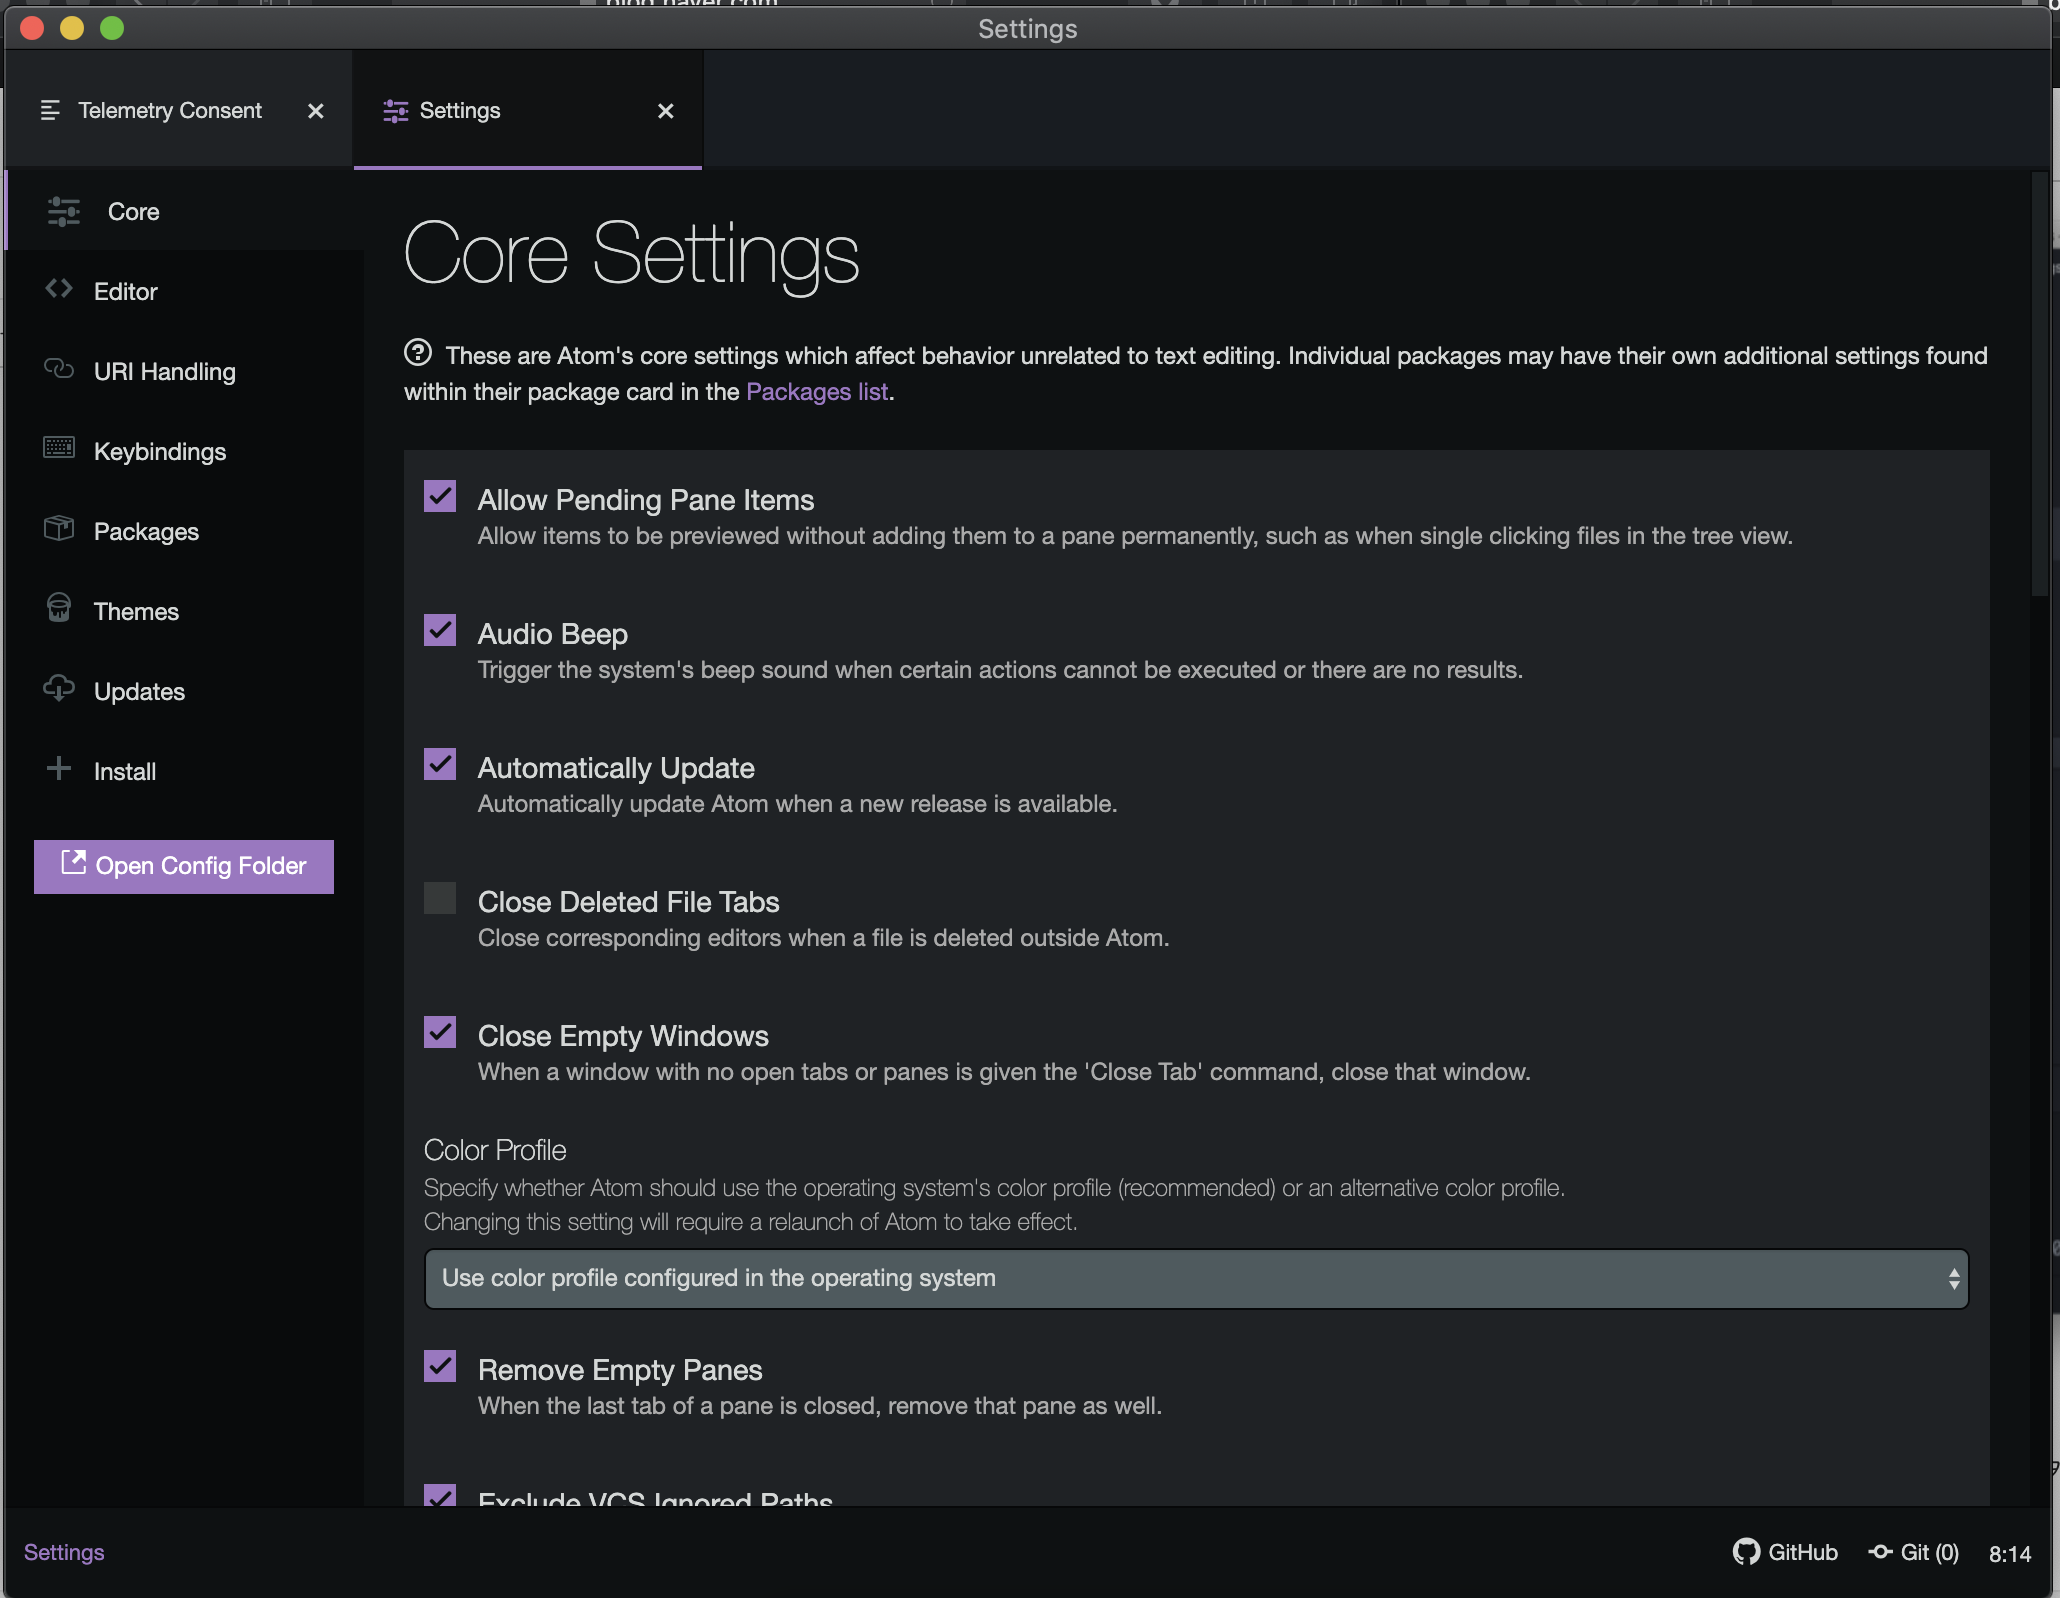 blog.naver.com
Settings
Telemetry Consent
Settings
Core
Editor
URI Handling
Keybindings
Packages
Themes
Updates
Install
Open Config Folder
Core Settings
These are Atom's core settings which affect behavior unrelated to text editing. Individual packages may have their own additional settings found
within their package card in the Packages list.
Allow Pending Pane Items
Allow items to be previewed without adding them to a pane permanently, such as when single clicking files in the tree view.
Audio Beep
Trigger the system's beep sound when certain actions cannot be executed or there are no results.
Automatically Update
Automatically update Atom when a new release is available.
Close Deleted File Tabs
Close corresponding editors when a file is deleted outside Atom.
Close Empty Windows
When a window with no open tabs or panes is given the 'Close Tab' command, close that window.
Color Profile
Specify whether Atom should use the operating system's color profile (recommended) or an alternative color profile.
Changing this setting will require a relaunch of Atom to take effect.
Use color profile configured in the operating system
Remove Empty Panes
When the last tab of a pane is closed, remove that pane as well.
Exclude VCS Ignored Paths
Settings
GitHub
Git (0)
8:14